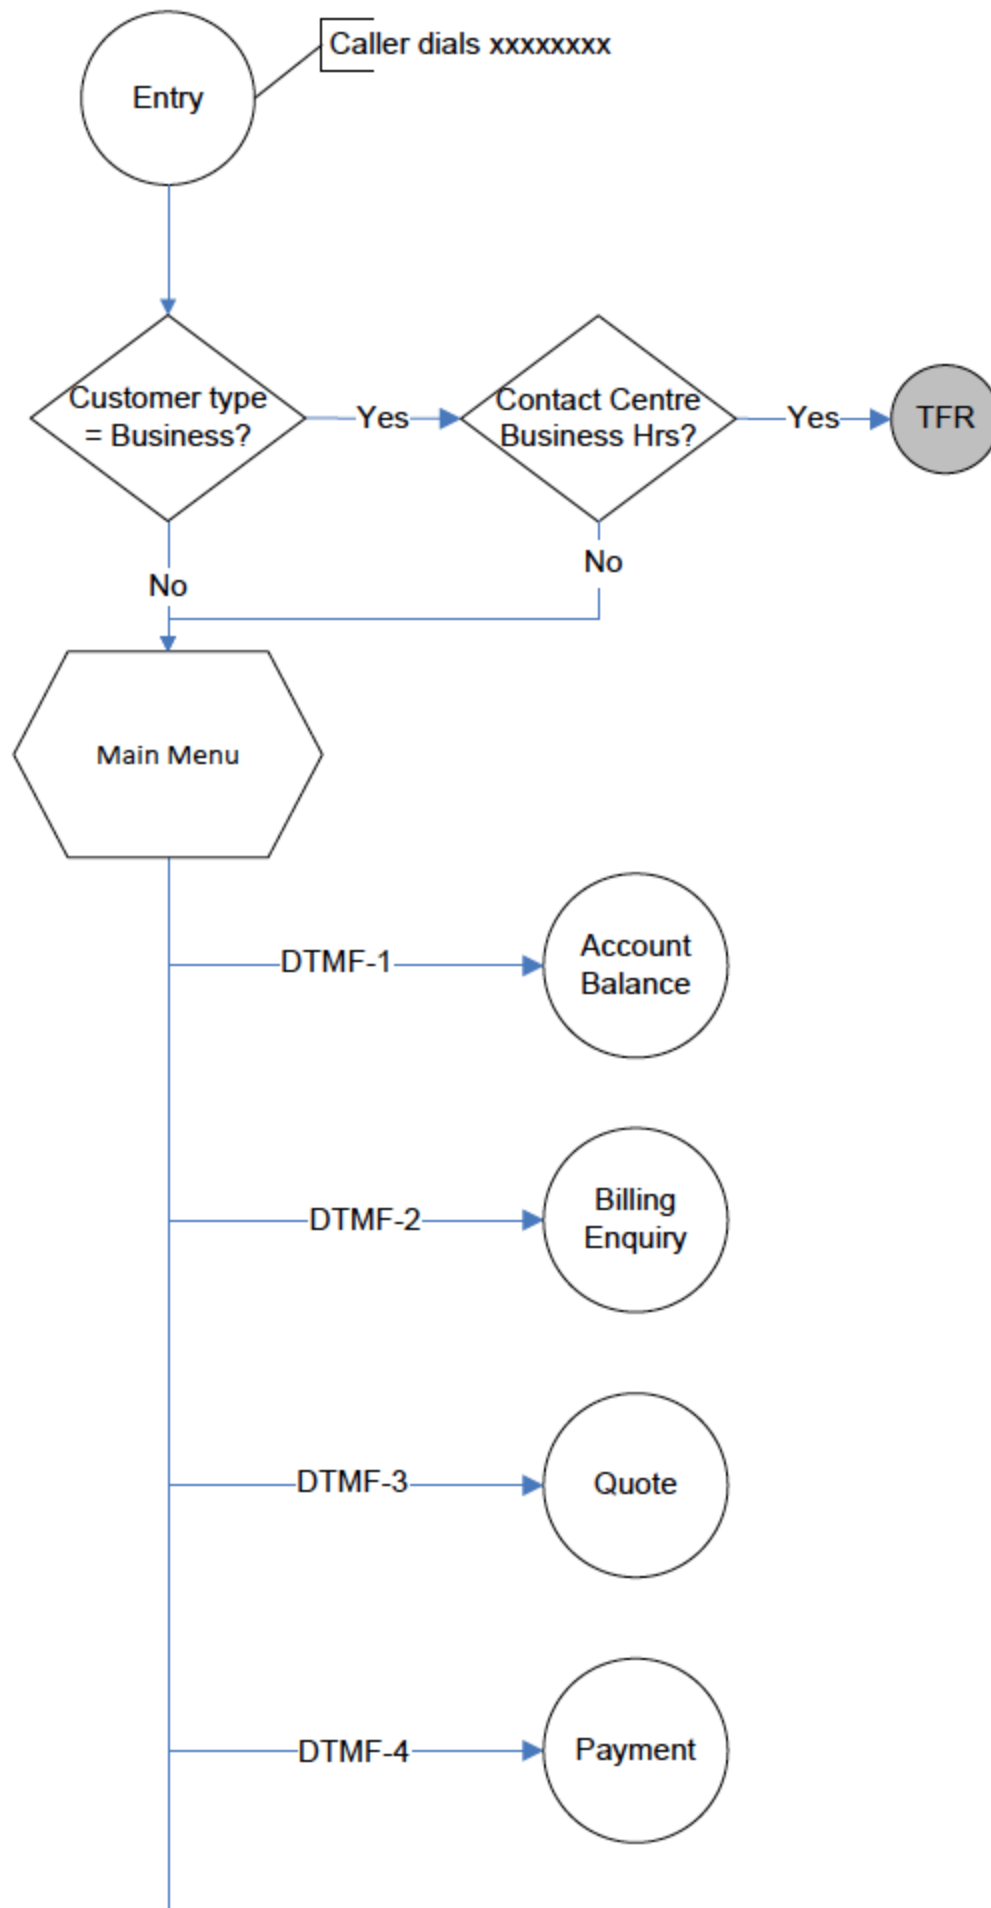 Caller dials xxxxxxxx
Entry
Customer type
= Business?
Yes
Contact Centre
Business Hrs?
Yes
TFR
No
No
Main Menu
DTMF-1
Account
Balance
DTMF-2
Billing
Enquiry
DTMF-3
Quote
DTMF-4
Payment